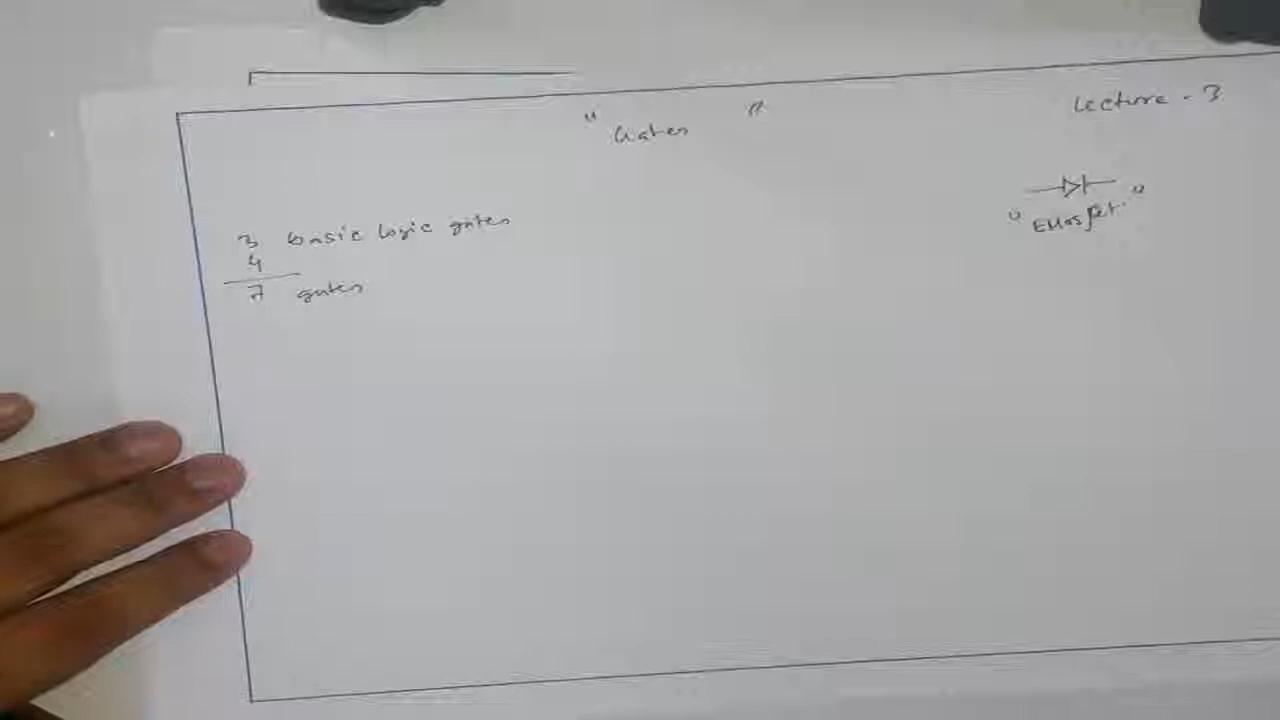 " Gates "
Lecture - 3
" EMosfet "
3 basic logic gates
4
7 gates